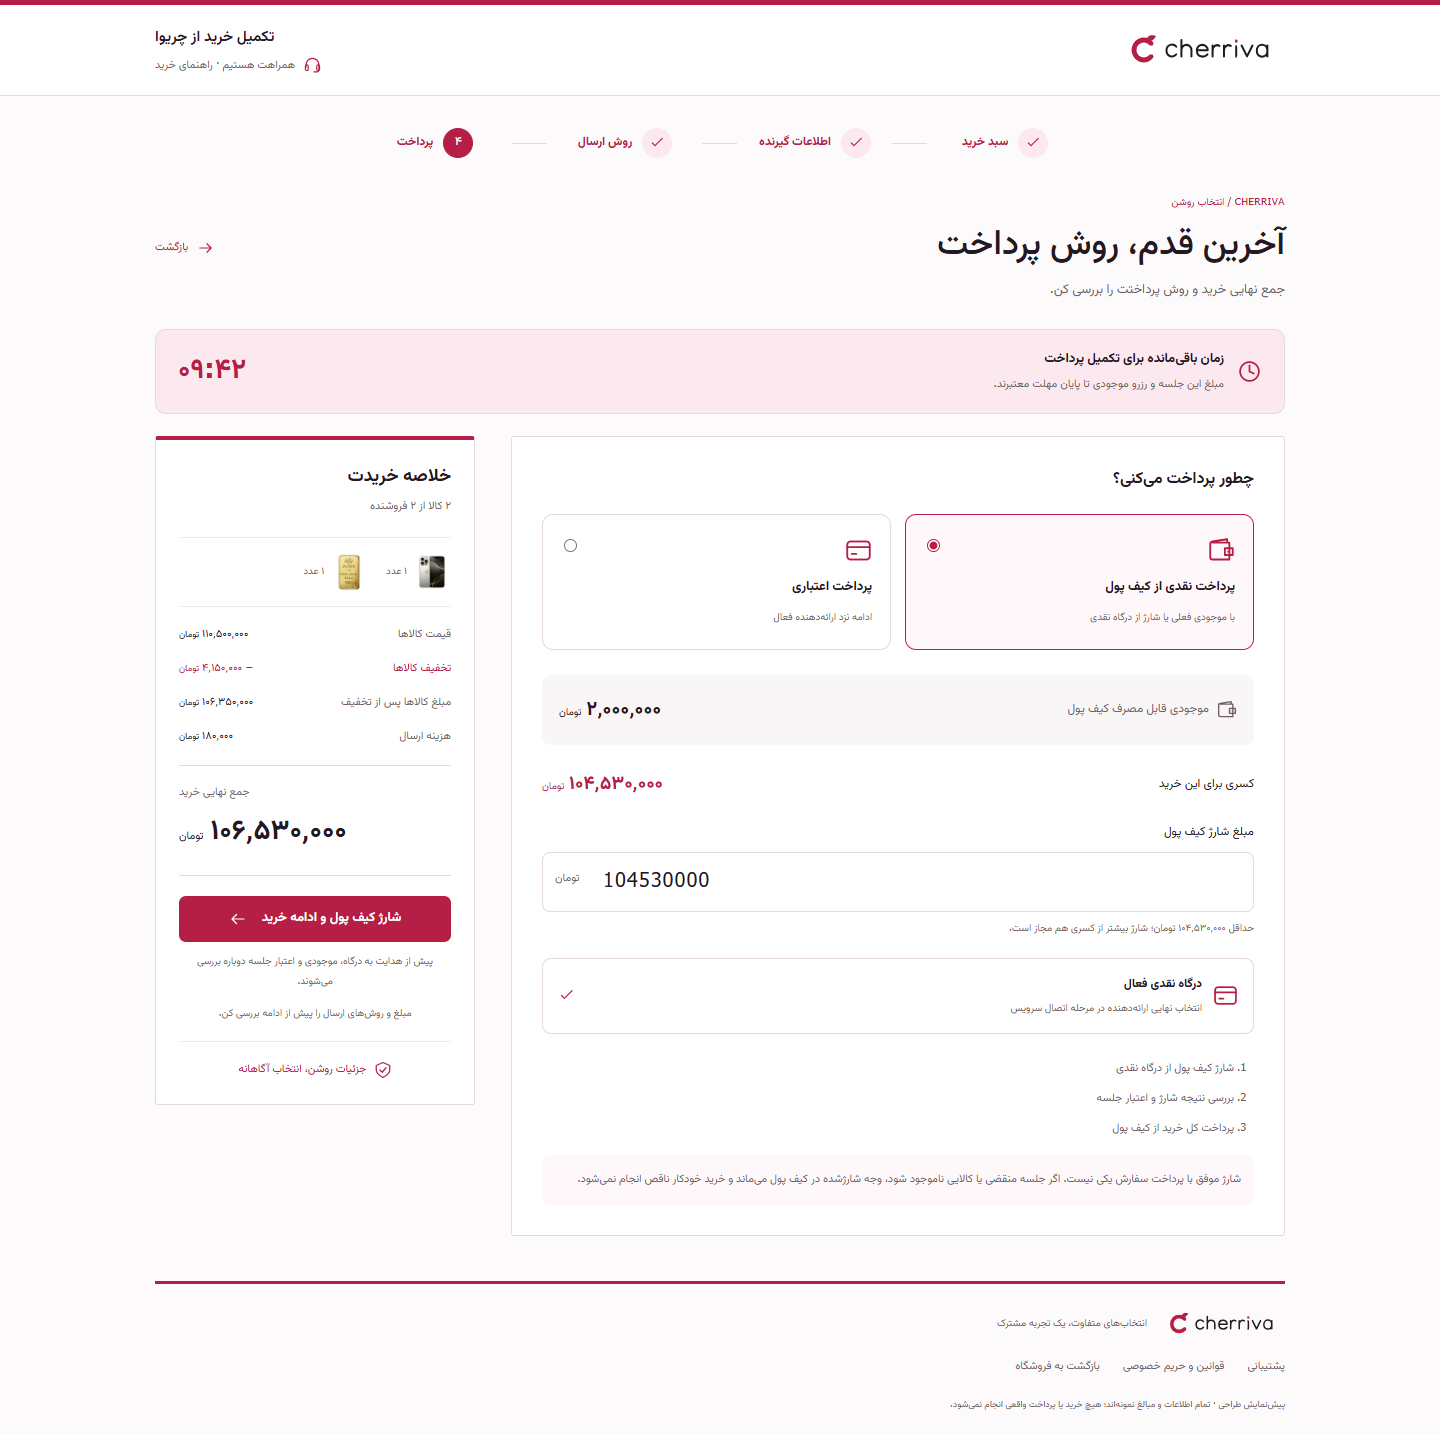 cherriva
تکمیل خرید از چریوا
همراهت هستیم · راهنمای خرید
سبد خرید
اطلاعات گیرنده
روش ارسال
۴ پرداخت
CHERRIVA / انتخاب روشن
آخرین قدم، روش پرداخت
بازگشت
جمع نهایی خرید و روش پرداختت را بررسی کن.
زمان باقی‌مانده برای تکمیل پرداخت
مبلغ این جلسه و رزرو موجودی تا پایان مهلت معتبرند.
۰۹:۴۲
چطور پرداخت می‌کنی؟
پرداخت نقدی از کیف پول
با موجودی فعلی یا شارژ از درگاه نقدی
پرداخت اعتباری
ادامه نزد ارائه‌دهنده فعال
موجودی قابل مصرف کیف پول
۲,۰۰۰,۰۰۰ تومان
کسری برای این خرید
۱۰۴,۵۳۰,۰۰۰ تومان
مبلغ شارژ کیف پول
104530000 تومان
حداقل ۱۰۴,۵۳۰,۰۰۰ تومان؛ شارژ بیشتر از کسری هم مجاز است.
درگاه نقدی فعال
انتخاب نهایی ارائه‌دهنده در مرحله اتصال سرویس
1. شارژ کیف پول از درگاه نقدی
2. بررسی نتیجه شارژ و اعتبار جلسه
3. پرداخت کل خرید از کیف پول
شارژ موفق با پرداخت سفارش یکی نیست. اگر جلسه منقضی یا کالایی ناموجود شود، وجه شارژشده در کیف پول می‌ماند و خرید خودکار ناقص انجام نمی‌شود.
خلاصه خریدت
۲ کالا از ۲ فروشنده
۱ عدد
۱ عدد
قیمت کالاها
۱۱۰,۵۰۰,۰۰۰ تومان
تخفیف کالاها
− ۴,۱۵۰,۰۰۰ تومان
مبلغ کالاها پس از تخفیف
۱۰۶,۳۵۰,۰۰۰ تومان
هزینه ارسال
۱۸۰,۰۰۰ تومان
جمع نهایی خرید
۱۰۶,۵۳۰,۰۰۰ تومان
شارژ کیف پول و ادامه خرید
پیش از هدایت به درگاه، موجودی و اعتبار جلسه دوباره بررسی
می‌شوند.
مبلغ و روش‌های ارسال را پیش از ادامه بررسی کن.
جزئیات روشن، انتخاب آگاهانه
cherriva
انتخاب‌های متفاوت، یک تجربه مشترک
پشتیبانی
قوانین و حریم خصوصی
بازگشت به فروشگاه
پیش‌نمایش طراحی · تمام اطلاعات و مبالغ نمونه‌اند؛ هیچ خرید یا پرداخت واقعی انجام نمی‌شود.